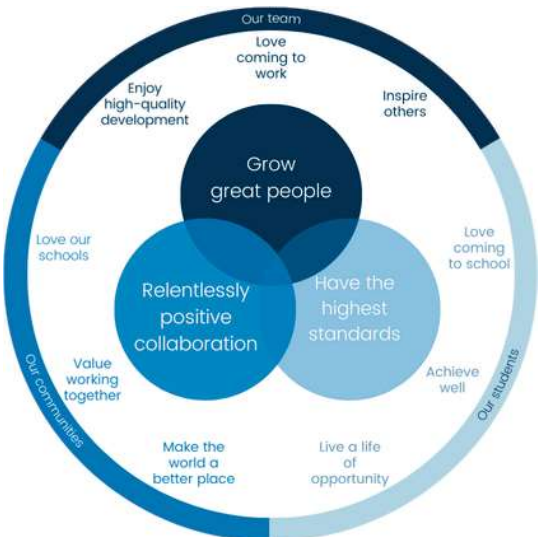 Our team
Love
coming to
work
Enjoy
high-quality
development
Inspire
others
Grow
great people
Love our
schools
Love
coming
to school
Relentlessly
positive
collaboration
Have the
highest
standards
Value
working
together
Achieve
well
Our communities
Our students
Make the
world a
better place
Live a life
of
opportunity